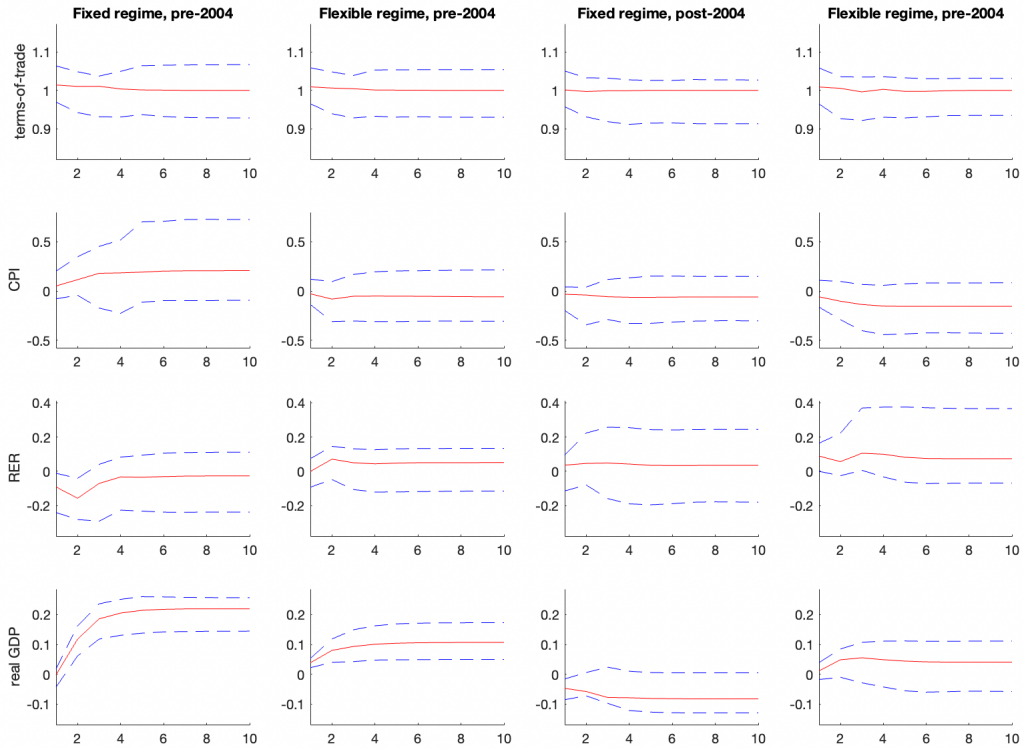 Fixed regime, pre-2004 Flexible regime, pre-2004 Fixed regime, post-2004 Flexible regime, pre-2004
terms-of-trade
1.1 1.1 1.1 1.1
1 1 1 1
0.9 0.9 0.9 0.9
2 4 6 8 10 2 4 6 8 10 2 4 6 8 10 2 4 6 8 10
CPI
0.5 0.5 0.5 0.5
0 0 0 0
-0.5 -0.5 -0.5 -0.5
2 4 6 8 10 2 4 6 8 10 2 4 6 8 10 2 4 6 8 10
RER
0.4 0.4 0.4 0.4
0.2 0.2 0.2 0.2
0 0 0 0
-0.2 -0.2 -0.2 -0.2
2 4 6 8 10 2 4 6 8 10 2 4 6 8 10 2 4 6 8 10
real GDP
0.2 0.2 0.2 0.2
0.1 0.1 0.1 0.1
0 0 0 0
-0.1 -0.1 -0.1 -0.1
2 4 6 8 10 2 4 6 8 10 2 4 6 8 10 2 4 6 8 10